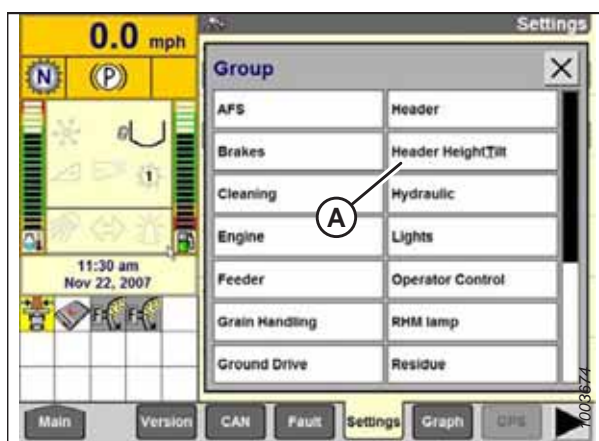 0.0 mph
Settings
N
P
Group
X
AFS
Header
Brakes
Header Height/Tilt
Cleaning
Hydraulic
A
Engine
Lights
Feeder
Operator Control
Grain Handling
RHM lamp
Ground Drive
Residue
1
11:30 am
Nov 22, 2007
F
F
Main
Version
CAN
Fault
Settings
Graph
GPS
1003674